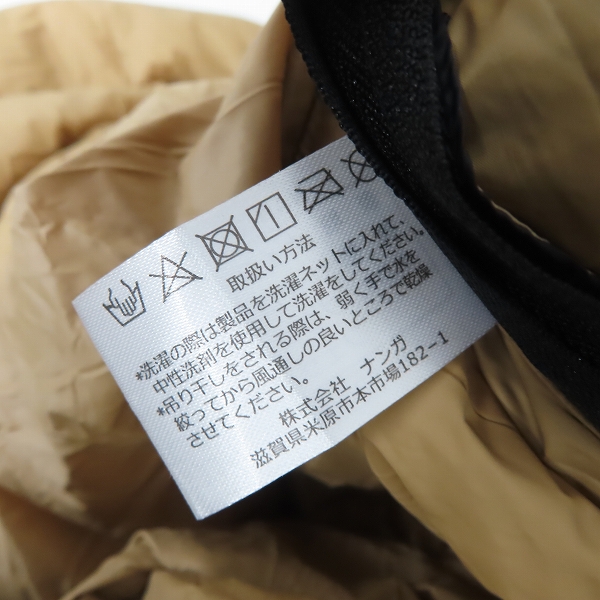 取扱い方法
*洗濯の際は製品を洗濯ネットに入れて、
中性洗剤を使用して洗濯をしてください。
*吊り干しをされる際は、弱く手で水を
絞ってから風通しの良いところで乾燥
させてください。
株式会社 ナンガ
滋賀県米原市本市場182-1